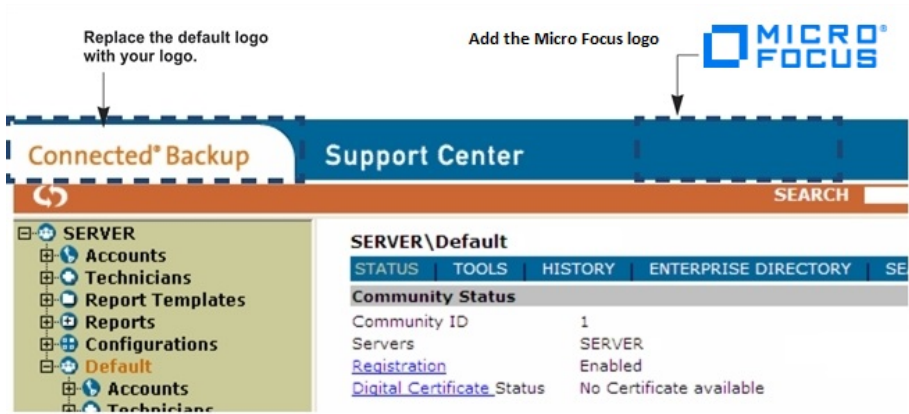 Replace the default logo
with your logo.
Add the Micro Focus logo
MICRO®
FOCUS
Connected® Backup
Support Center
SEARCH
SERVER
Accounts
Technicians
Report Templates
Reports
Configurations
Default
Accounts
Technicians
SERVER\Default
STATUS | TOOLS | HISTORY | ENTERPRISE DIRECTORY | SE
Community Status
Community ID 1
Servers SERVER
Registration Enabled
Digital Certificate Status No Certificate available